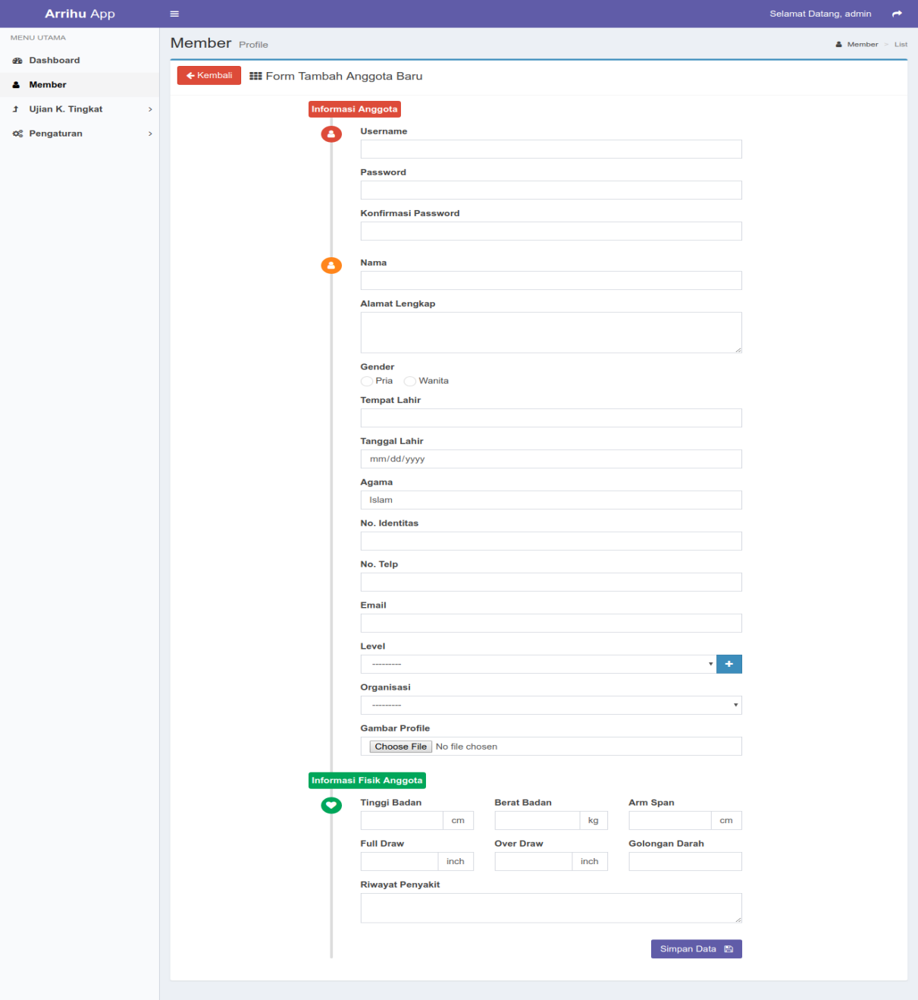 Arrihu App
Selamat Datang, admin
MENU UTAMA
Dashboard
Member
Ujian K. Tingkat
Pengaturan
Member Profile
Member > List
Kembali
Form Tambah Anggota Baru
Informasi Anggota
Username
Password
Konfirmasi Password
Nama
Alamat Lengkap
Gender
Pria Wanita
Tempat Lahir
Tanggal Lahir
mm/dd/yyyy
Agama
Islam
No. Identitas
No. Telp
Email
Level
---------
Organisasi
---------
Gambar Profile
Choose File No file chosen
Informasi Fisik Anggota
Tinggi Badan Berat Badan Arm Span
cm kg cm
Full Draw Over Draw Golongan Darah
inch inch
Riwayat Penyakit
Simpan Data